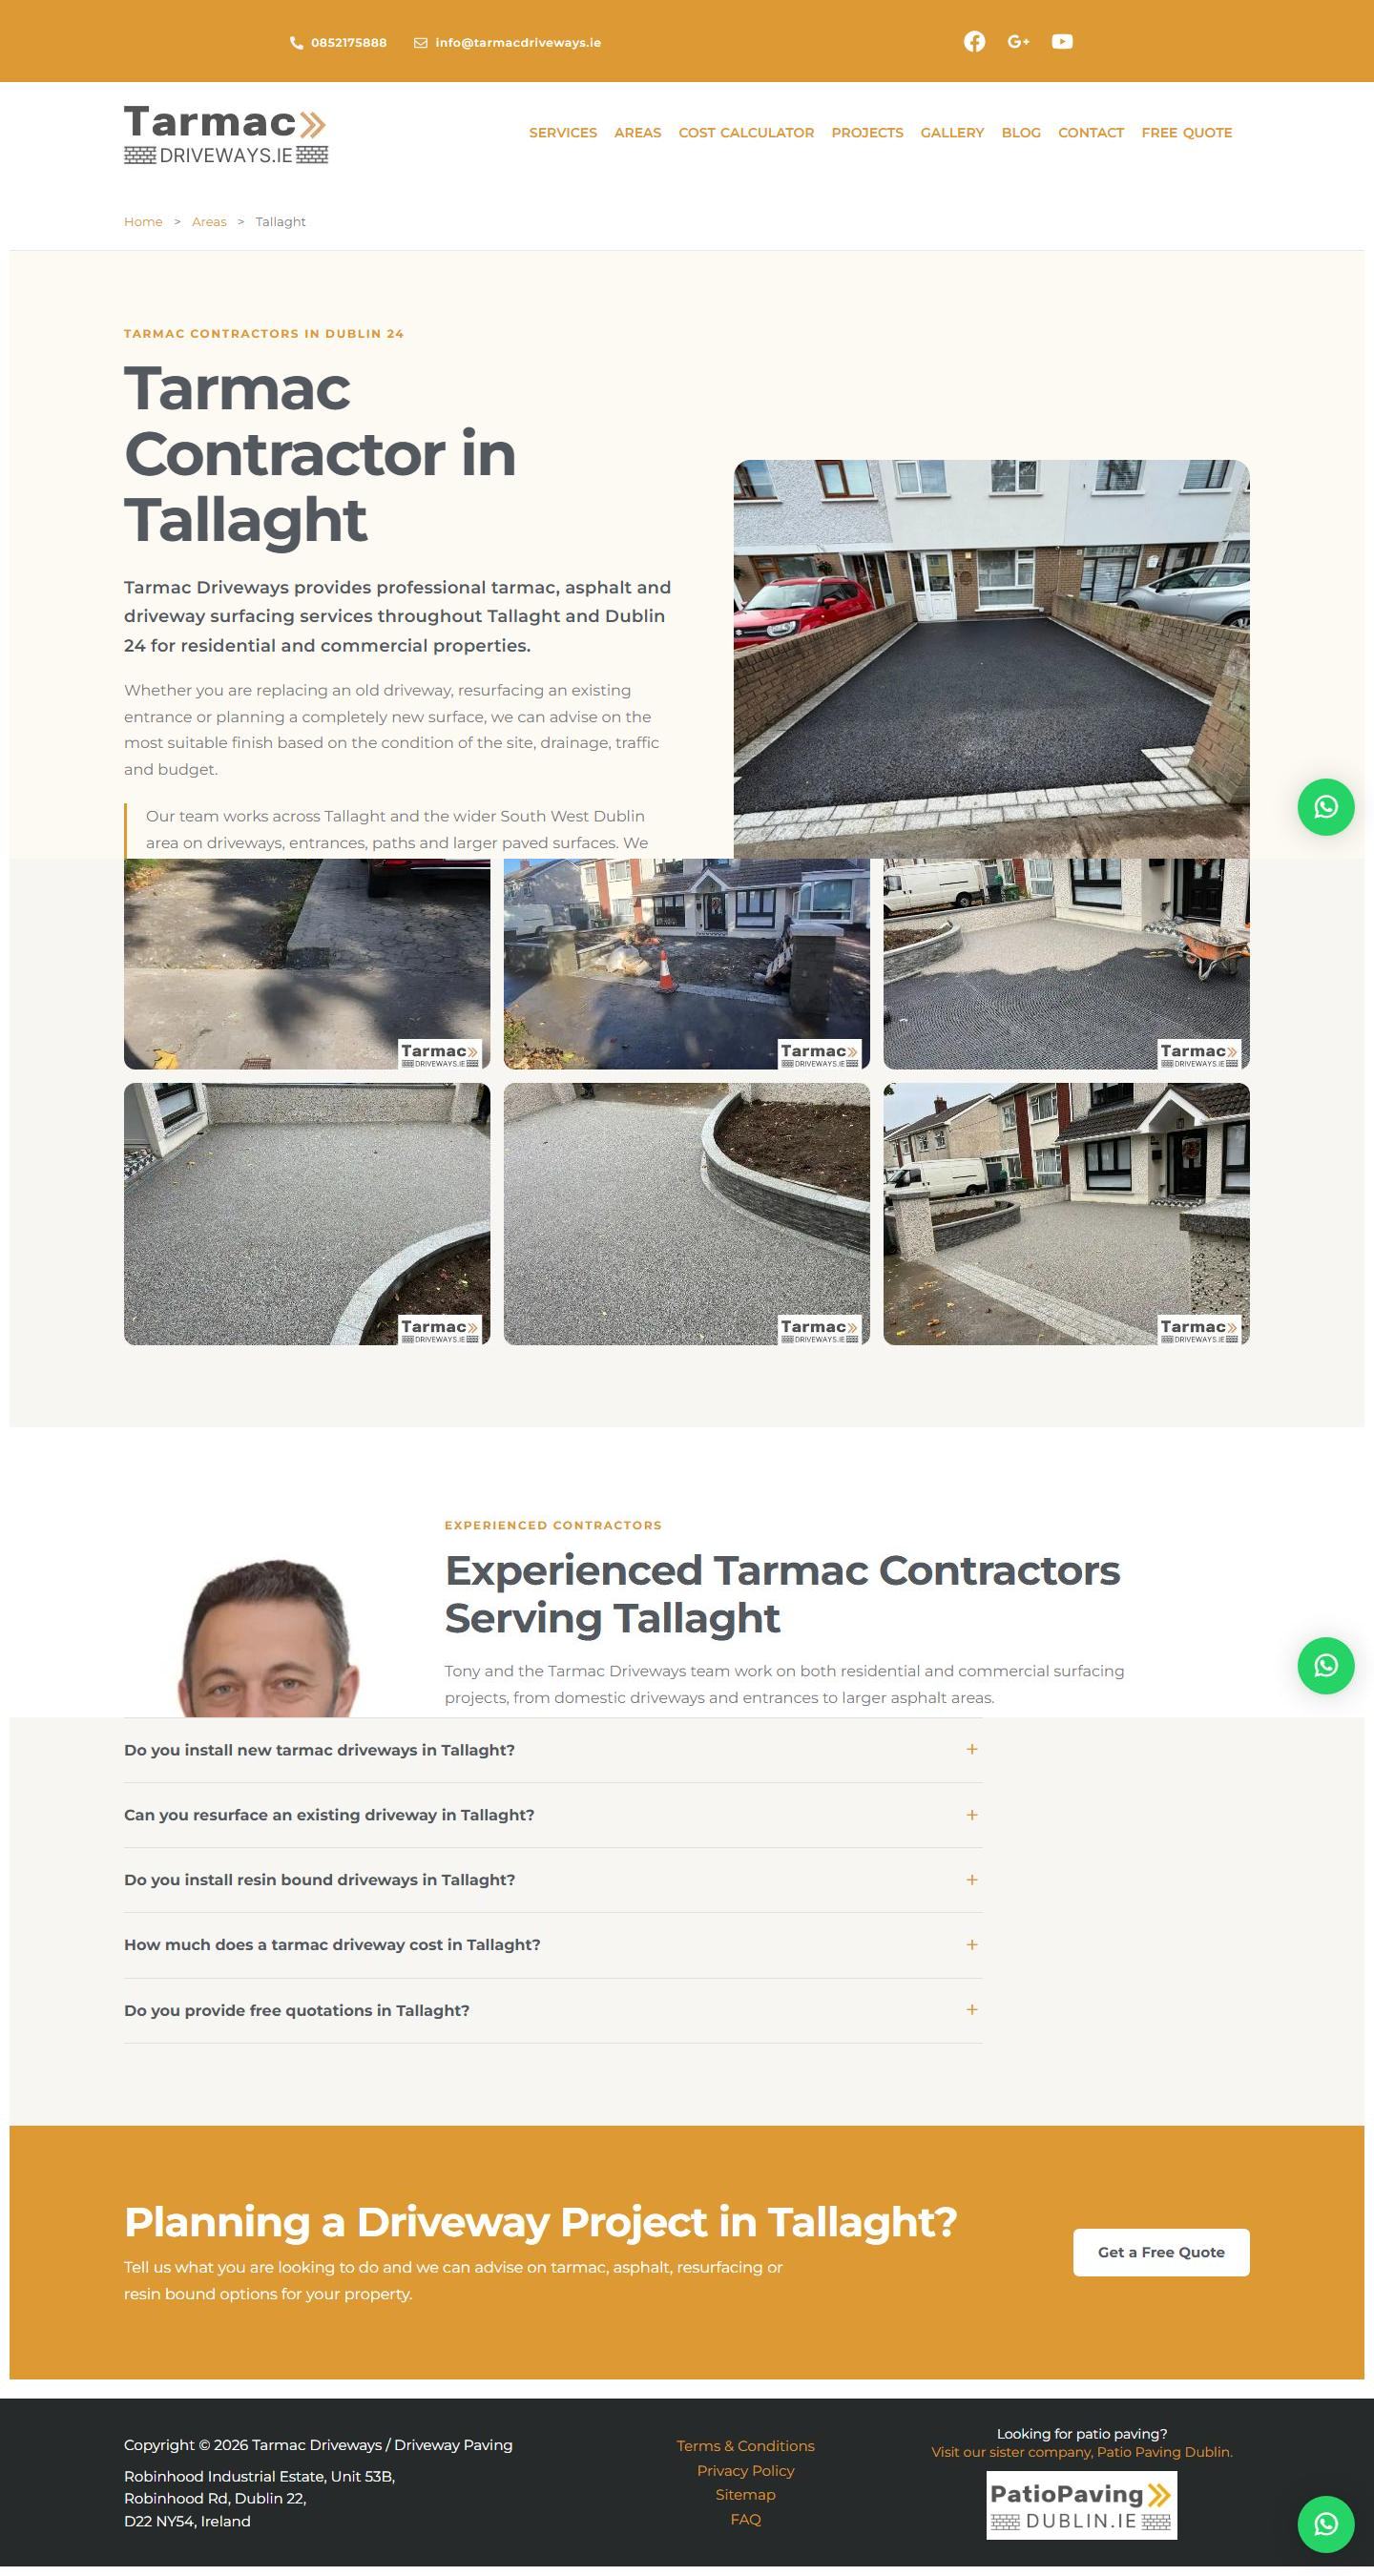 0852175888 info@tarmacdriveways.ie
Tarmac
DRIVEWAYS.IE
SERVICES AREAS COST CALCULATOR PROJECTS GALLERY BLOG CONTACT FREE QUOTE
Home > Areas > Tallaght
TARMAC CONTRACTORS IN DUBLIN 24
Tarmac
Contractor in
Tallaght
Tarmac Driveways provides professional tarmac, asphalt and
driveway surfacing services throughout Tallaght and Dublin
24 for residential and commercial properties.
Whether you are replacing an old driveway, resurfacing an existing
entrance or planning a completely new surface, we can advise on the
most suitable finish based on the condition of the site, drainage, traffic
and budget.
Our team works across Tallaght and the wider South West Dublin
area on driveways, entrances, paths and larger paved surfaces. We
Tarmac
DRIVEWAYS.IE
Tarmac
DRIVEWAYS.IE
Tarmac
DRIVEWAYS.IE
Tarmac
DRIVEWAYS.IE
Tarmac
DRIVEWAYS.IE
Tarmac
DRIVEWAYS.IE
EXPERIENCED CONTRACTORS
Experienced Tarmac Contractors
Serving Tallaght
Tony and the Tarmac Driveways team work on both residential and commercial surfacing
projects, from domestic driveways and entrances to larger asphalt areas.
Do you install new tarmac driveways in Tallaght? +
Can you resurface an existing driveway in Tallaght? +
Do you install resin bound driveways in Tallaght? +
How much does a tarmac driveway cost in Tallaght? +
Do you provide free quotations in Tallaght? +
Planning a Driveway Project in Tallaght?
Tell us what you are looking to do and we can advise on tarmac, asphalt, resurfacing or
resin bound options for your property.
Get a Free Quote
Copyright © 2026 Tarmac Driveways / Driveway Paving
Robinhood Industrial Estate, Unit 53B,
Robinhood Rd, Dublin 22,
D22 NY54, Ireland
Terms & Conditions
Privacy Policy
Sitemap
FAQ
Looking for patio paving?
Visit our sister company, Patio Paving Dublin.
PatioPaving
DUBLIN.IE